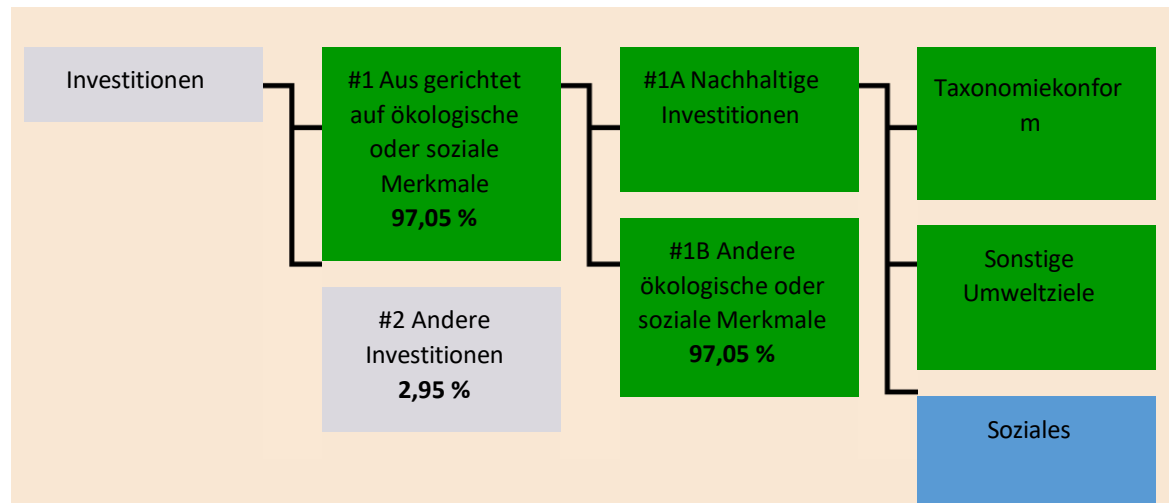 Investitionen
#1 Aus gerichtet
auf ökologische
oder soziale
Merkmale
97,05 %
#2 Andere
Investitionen
2,95 %
#1A Nachhaltige
Investitionen
#1B Andere
ökologische oder
soziale Merkmale
97,05 %
Taxonomiekonfor
m
Sonstige
Umweltziele
Soziales